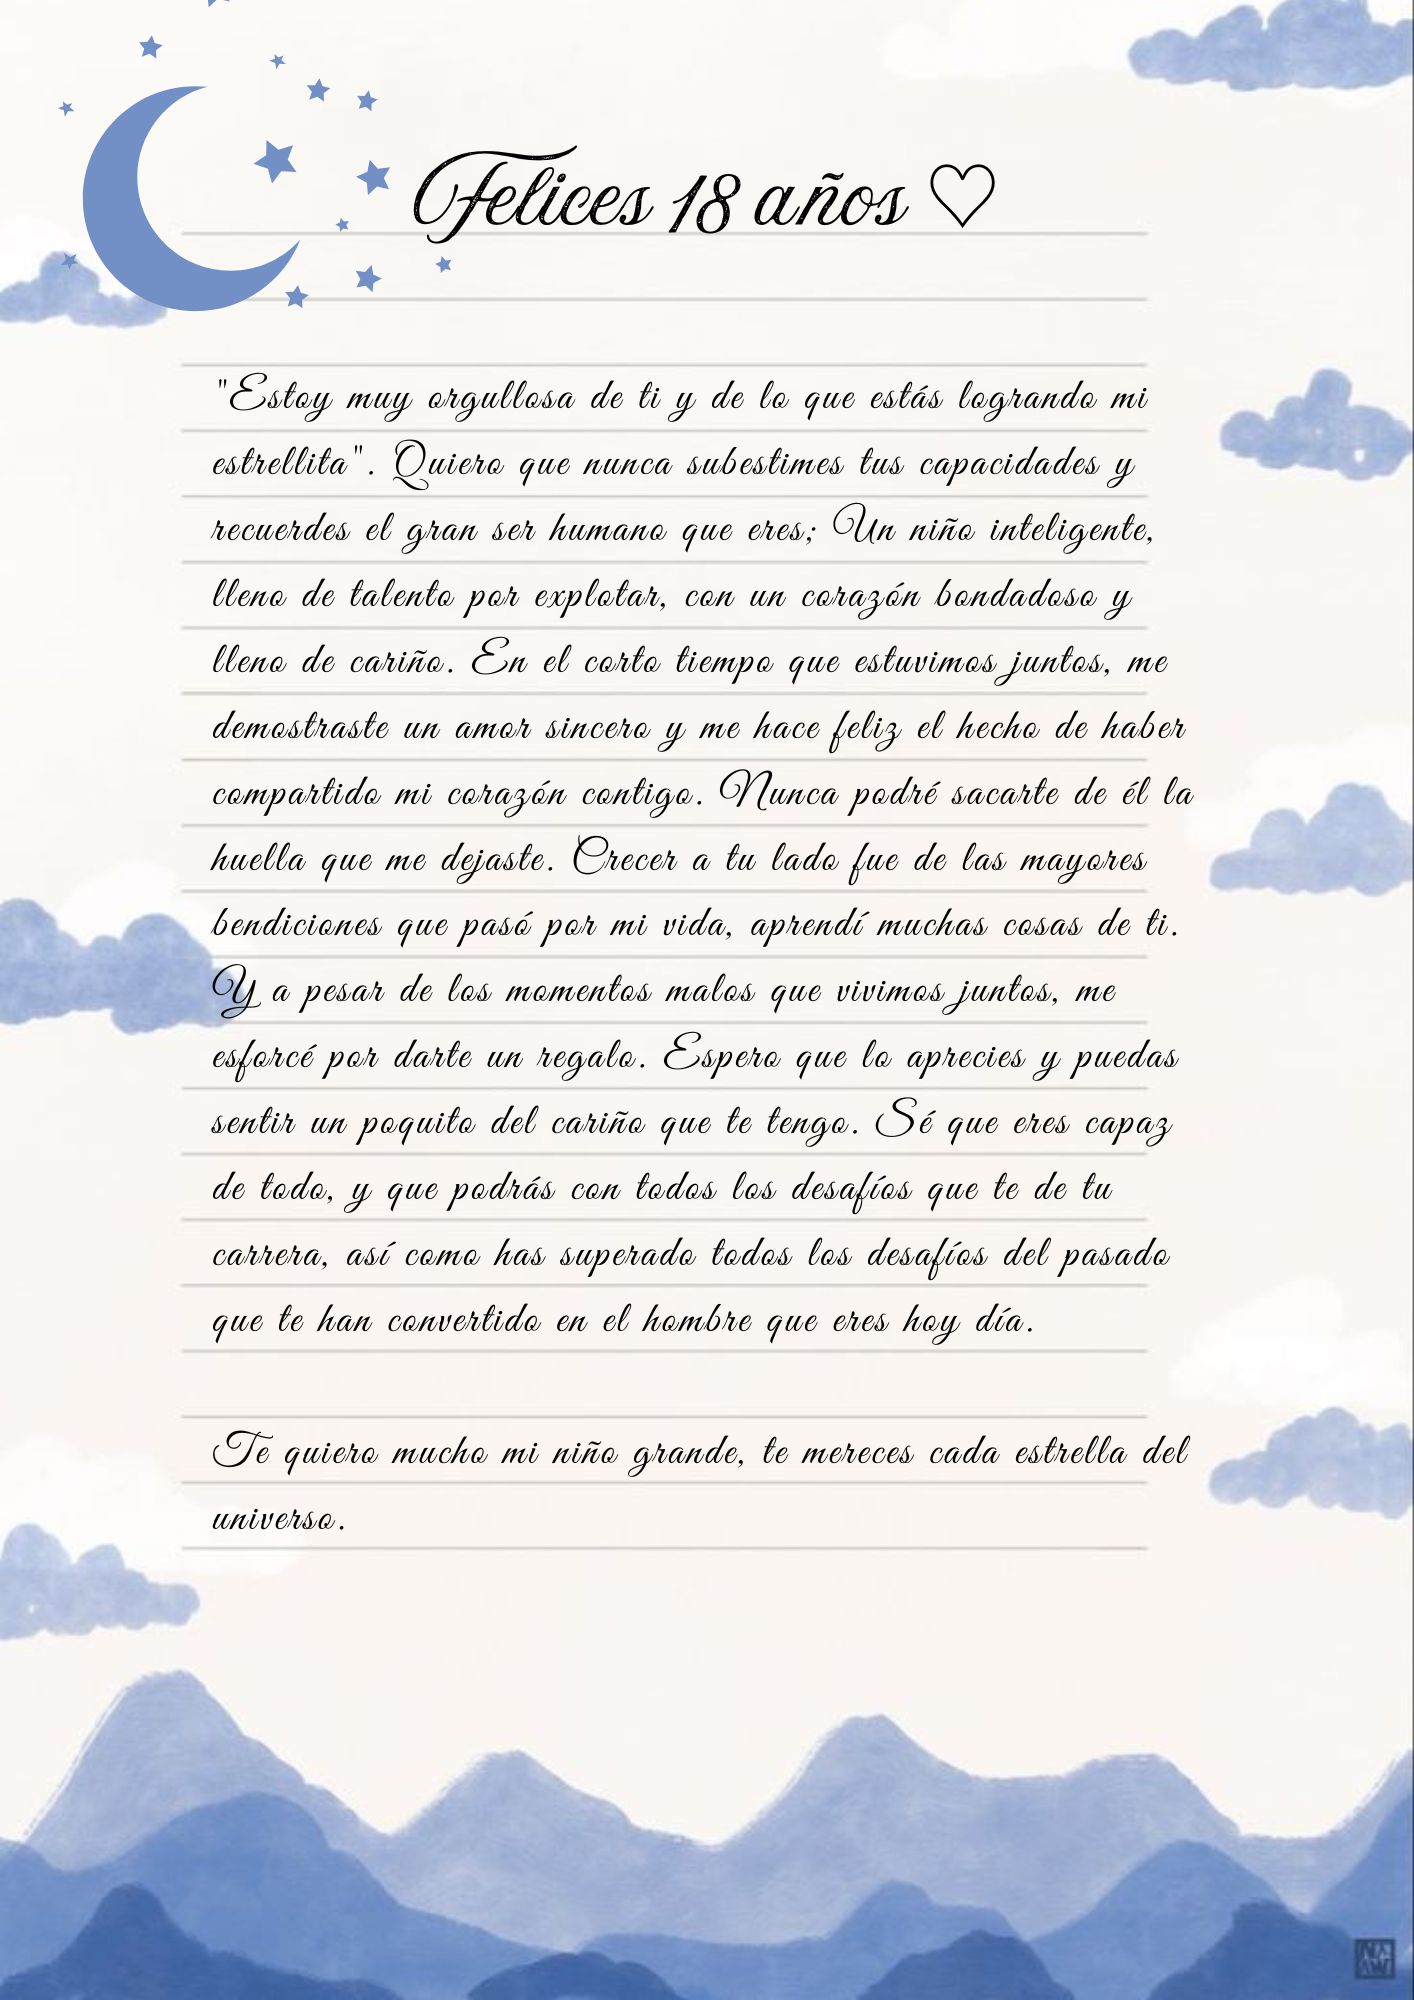 Felices 18 años ♡
"Estoy muy orgullosa de ti y de lo que estás logrando mi
estrellita". Quiero que nunca subestimes tus capacidades y
recuerdes el gran ser humano que eres; Un niño inteligente,
lleno de talento por explotar, con un corazón bondadoso y
lleno de cariño. En el corto tiempo que estuvimos juntos, me
demostraste un amor sincero y me hace feliz el hecho de haber
compartido mi corazón contigo. Nunca podré sacarte de él la
huella que me dejaste. Crecer a tu lado fue de las mayores
bendiciones que pasó por mi vida, aprendí muchas cosas de ti.
Y a pesar de los momentos malos que vivimos juntos, me
esforcé por darte un regalo. Espero que lo aprecies y puedas
sentir un poquito del cariño que te tengo. Sé que eres capaz
de todo, y que podrás con todos los desafíos que te de tu
carrera, así como has superado todos los desafíos del pasado
que te han convertido en el hombre que eres hoy día.
Te quiero mucho mi niño grande, te mereces cada estrella del
universo.